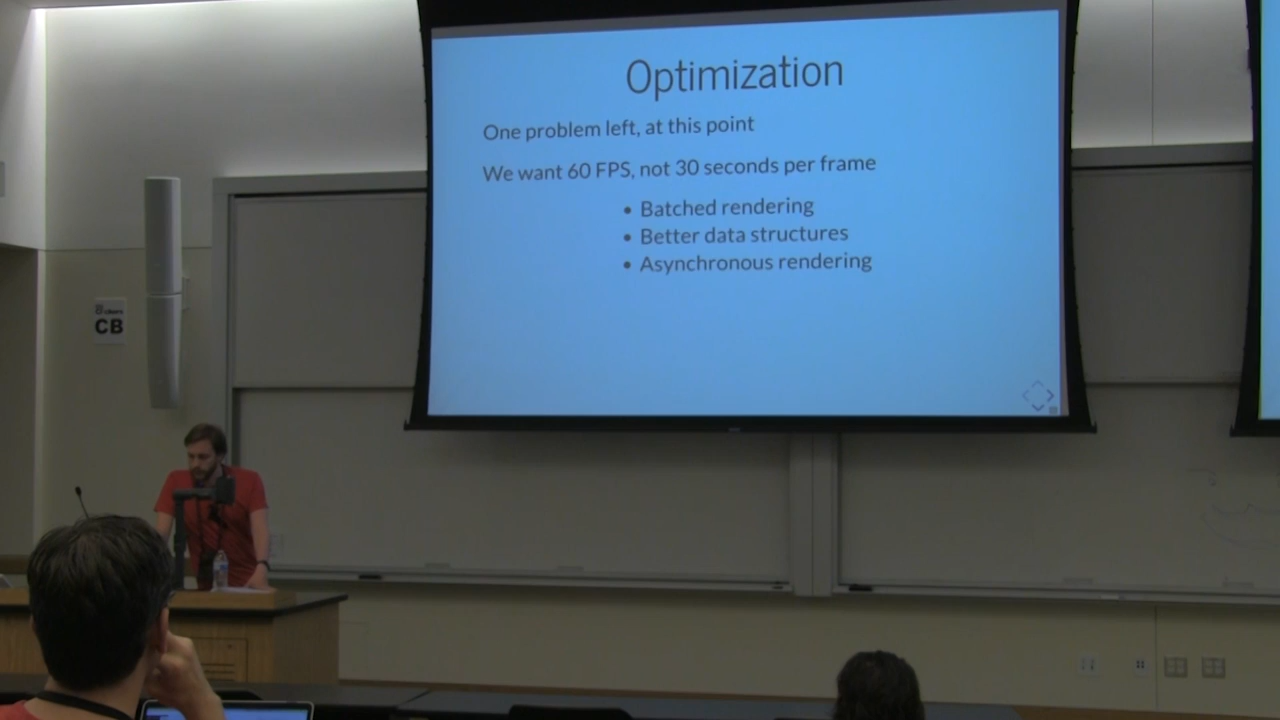 Optimization
One problem left, at this point
We want 60 FPS, not 30 seconds per frame
• Batched rendering
• Better data structures
• Asynchronous rendering
CB